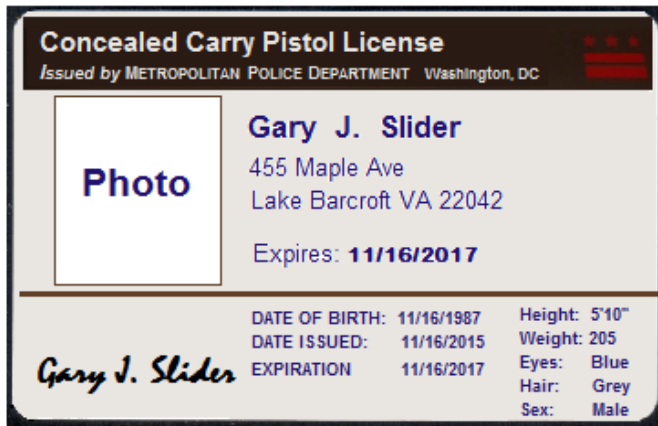 Concealed Carry Pistol License
Issued by METROPOLITAN POLICE DEPARTMENT Washington, DC
Photo
Gary J. Slider
455 Maple Ave
Lake Barcroft VA 22042
Expires: 11/16/2017
DATE OF BIRTH: 11/16/1987
DATE ISSUED: 11/16/2015
EXPIRATION 11/16/2017
Height: 5'10"
Weight: 205
Eyes: Blue
Hair: Grey
Sex: Male
Gary J. Slider